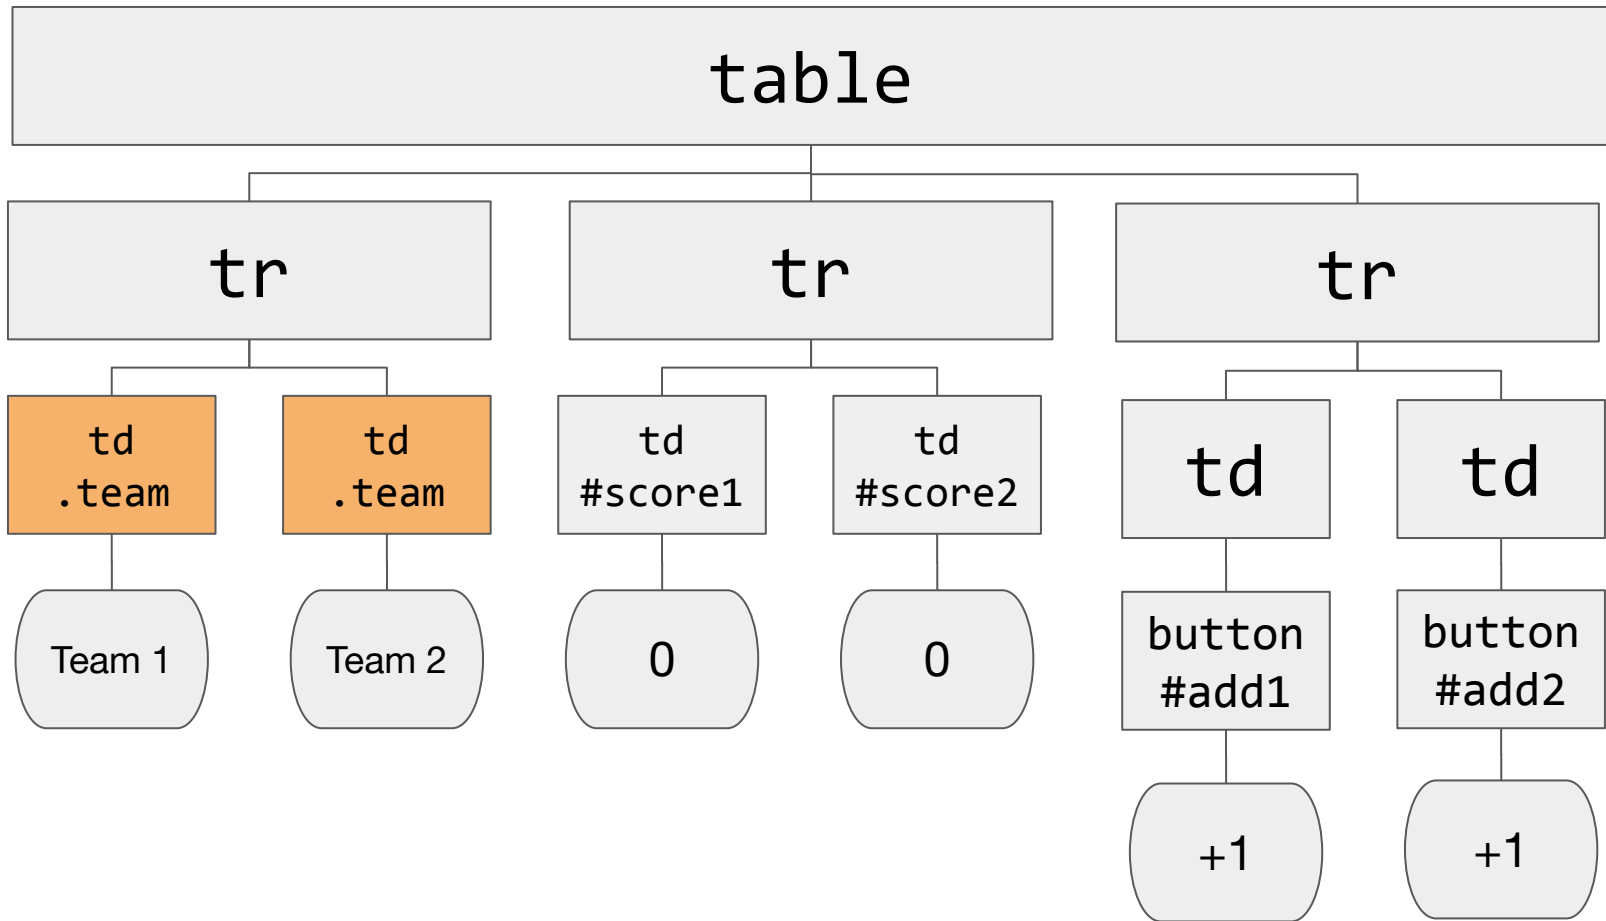 table
tr
tr
tr
td
.team
td
.team
td
#score1
td
#score2
td
td
Team 1
Team 2
0
0
button
#add1
button
#add2
+1
+1